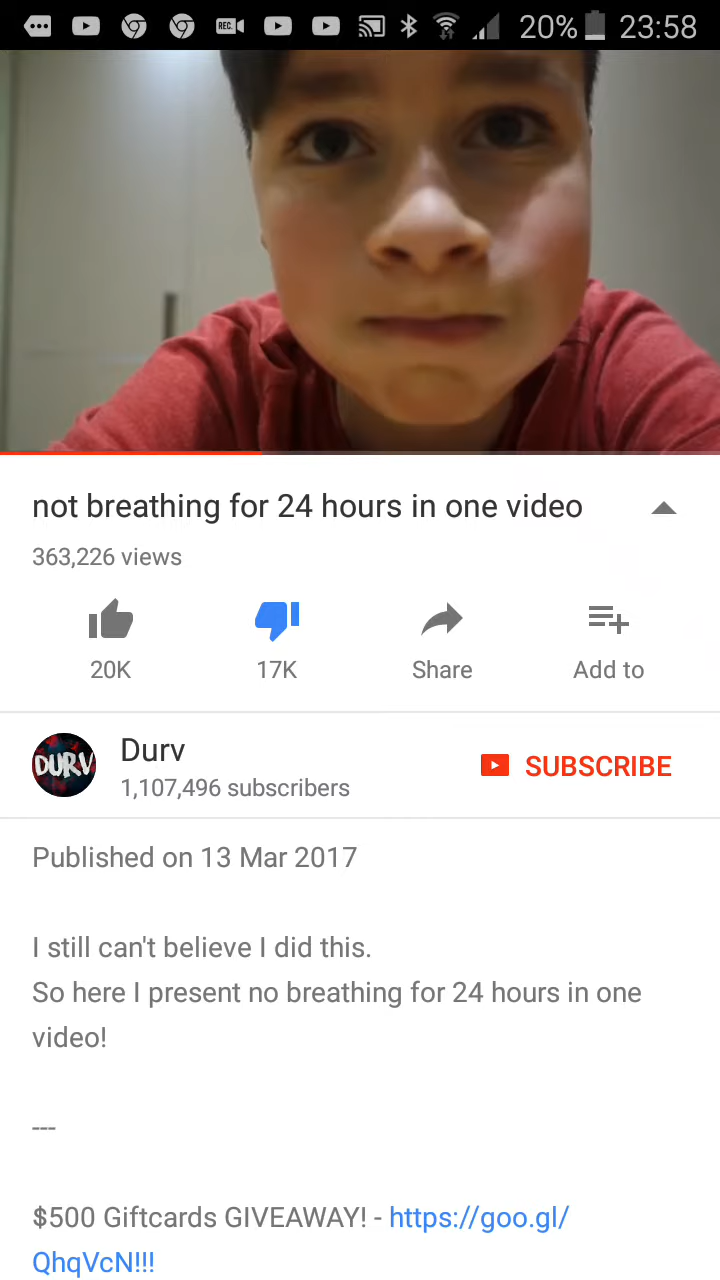 REC. 20% 23:58
not breathing for 24 hours in one video
363,226 views
20K 17K Share Add to
DURV
Durv
1,107,496 subscribers
SUBSCRIBE
Published on 13 Mar 2017
I still can't believe I did this.
So here I present no breathing for 24 hours in one
video!
---
$500 Giftcards GIVEAWAY! - https://goo.gl/
QhqVcN!!!